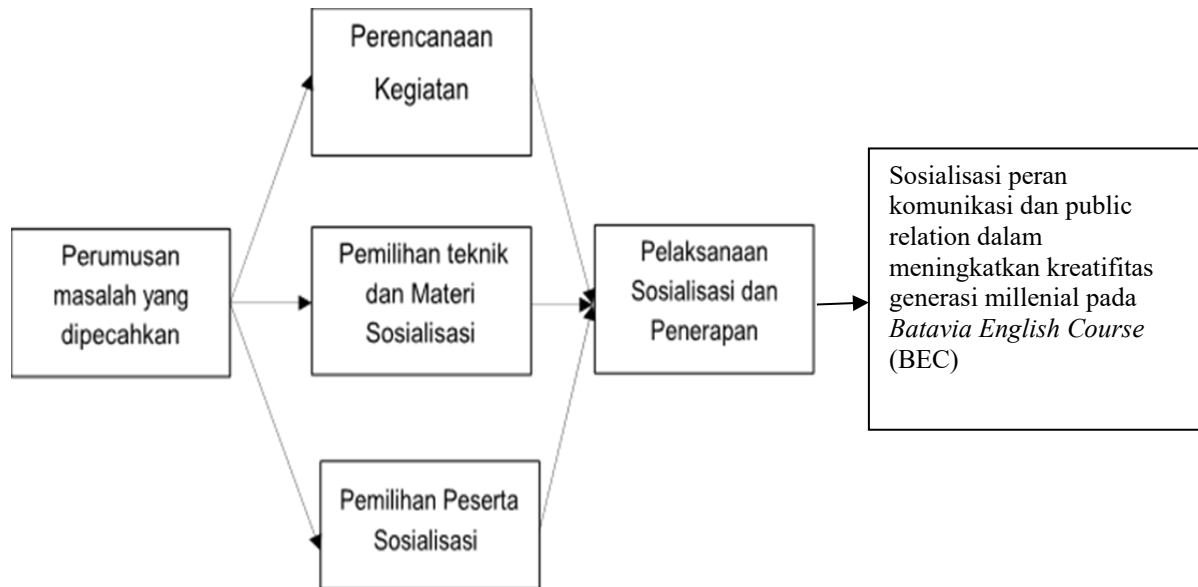 Perencanaan
Kegiatan
Perumusan
masalah yang
dipecahkan
Pemilihan teknik
dan Materi
Sosialisasi
Pemilihan Peserta
Sosialisasi
Pelaksanaan
Sosialisasi dan
Penerapan
Sosialisasi peran
komunikasi dan public
relation dalam
meningkatkan kreatifitas
generasi millenial pada
Batavia English Course
(BEC)